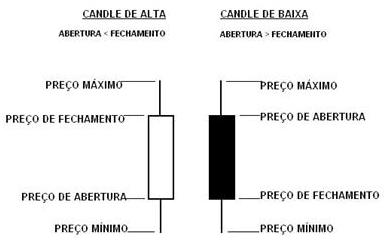 CANDLE DE ALTA
ABERTURA < FECHAMENTO
PREÇO MÁXIMO
PREÇO DE FECHAMENTO
PREÇO DE ABERTURA
PREÇO MÍNIMO
CANDLE DE BAIXA
ABERTURA > FECHAMENTO
PREÇO MÁXIMO
PREÇO DE ABERTURA
PREÇO DE FECHAMENTO
PREÇO MÍNIMO